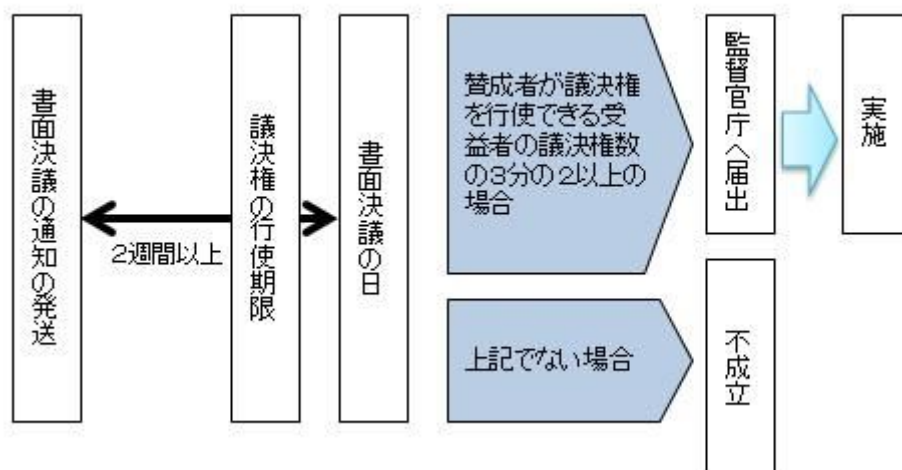 書面決議の通知の発送
2週間以上
議決権の行使期限
書面決議の日
賛成者が議決権
を行使できる受
益者の議決権数
の3分の2以上の
場合
監督官庁へ届出
実施
上記でない場合
不成立